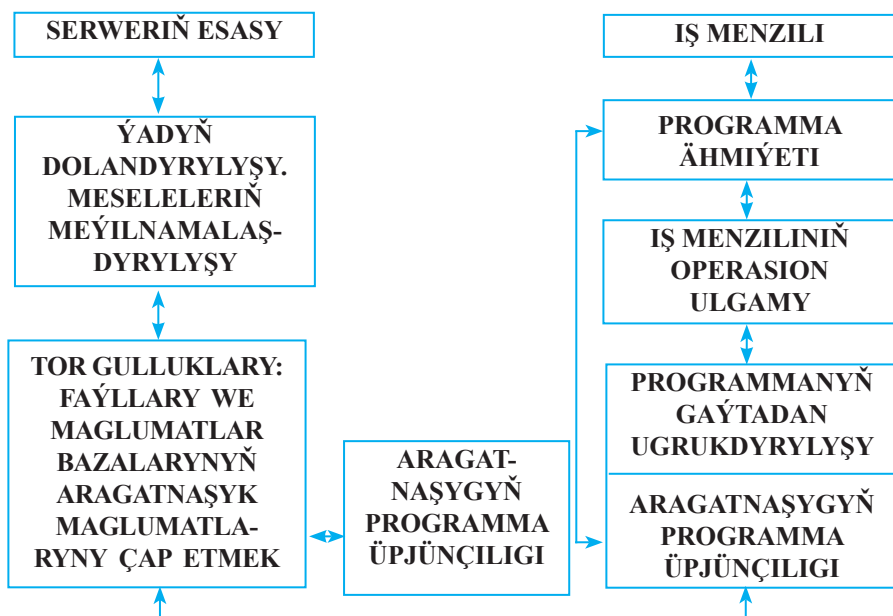 SERWERIŇ ESASY
ÝADYŇ
DOLANDYRYLYŞY.
MESELELERIŇ
MEÝILNAMALAŞ-
DYRYLYŞY
TOR GULLUKLARY:
FAÝLLARY WE
MAGLUMATLAR
BAZALARYNYŇ
ARAGATNAŞYK
MAGLUMATLA-
RYNY ÇAP ETMEK
ARAGAT-
NAŞYGYŇ
PROGRAMMA
ÜPJÜNÇILIGI
IŞ MENZILI
PROGRAMMA
ÄHMIÝETI
IŞ MENZILINIŇ
OPERASION
ULGAMY
PROGRAMMANYŇ
GAÝTADAN
UGRUKDYRYLYŞY
ARAGATNAŞYGYŇ
PROGRAMMA
ÜPJÜNÇILIGI